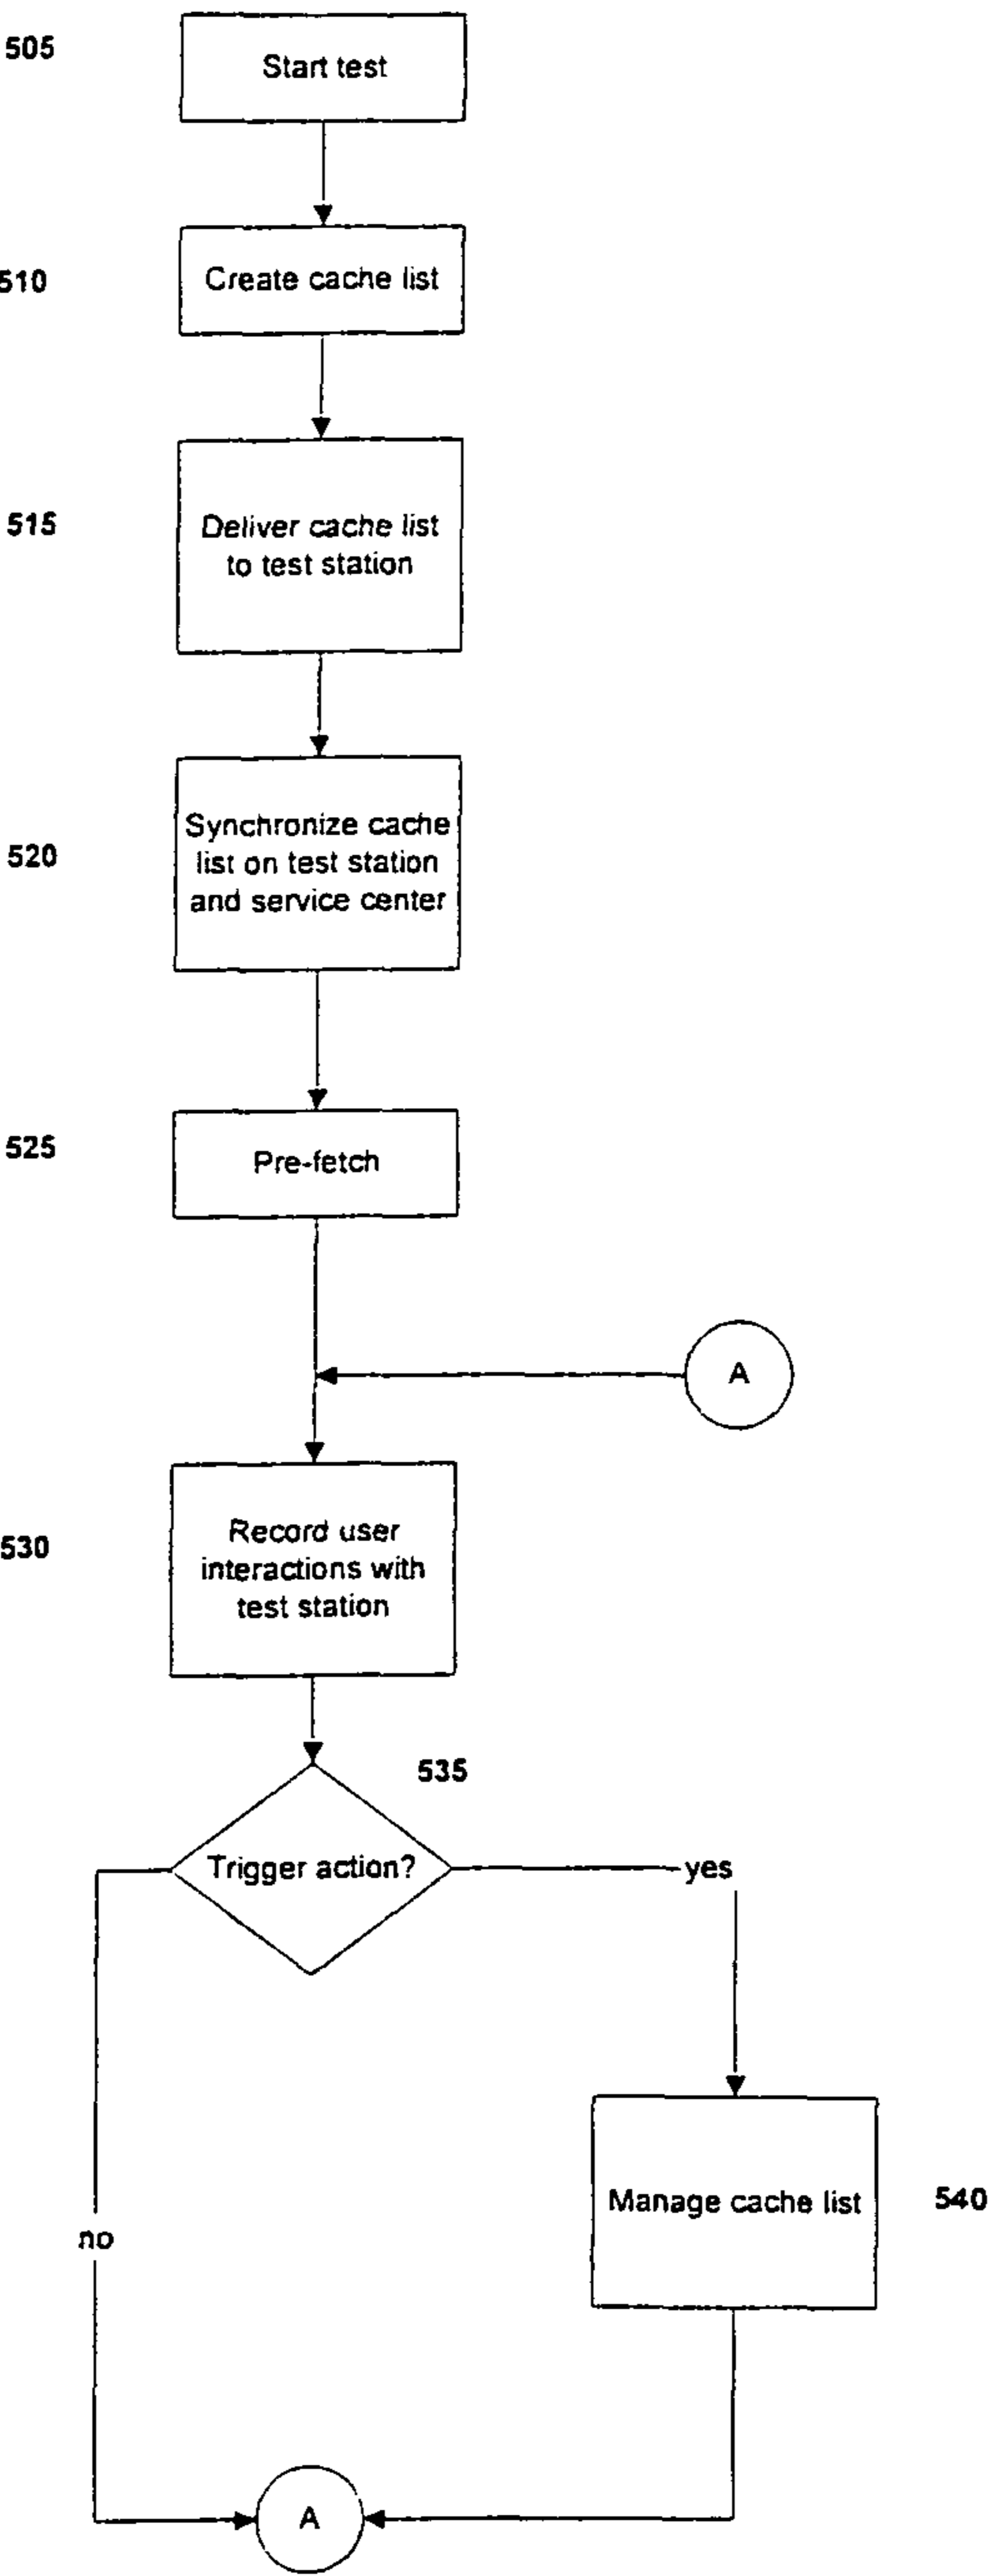 505
Start test
510
Create cache list
515
Deliver cache list
to test station
520
Synchronize cache
list on test station
and service center
525
Pre-fetch
A
530
Record user
interactions with
test station
535
Trigger action?
yes
Manage cache list
540
no
A